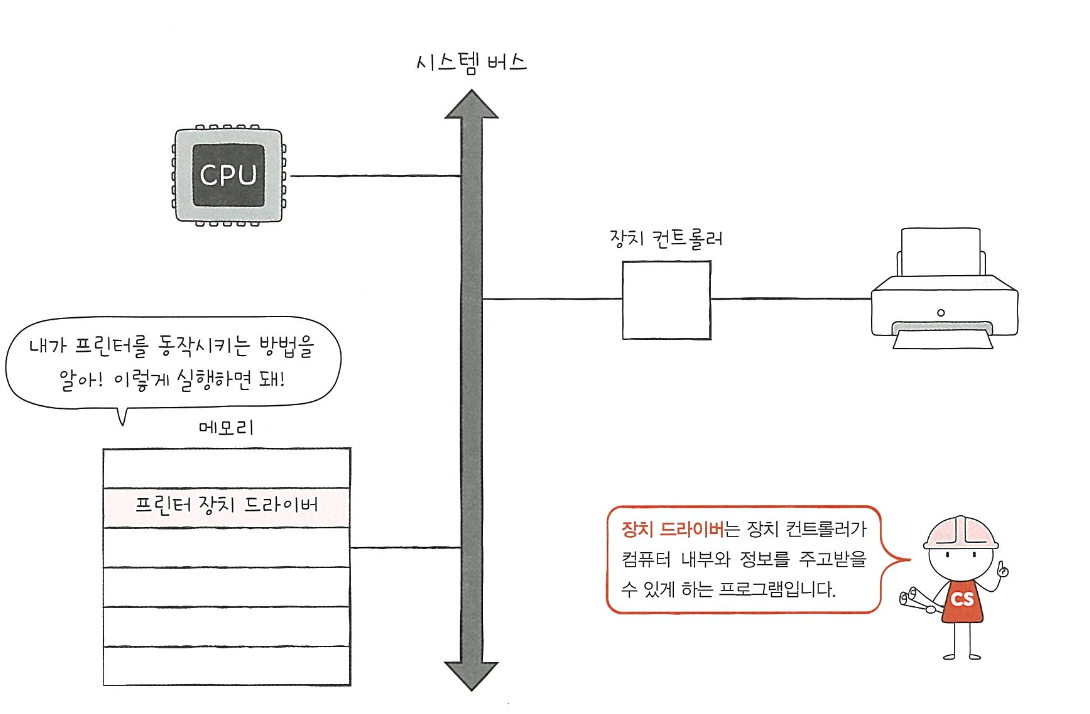 시스템 버스
CPU
장치 컨트롤러
내가 프린터를 동작시키는 방법을
알아! 이렇게 실행하면 돼!
메모리
프린터 장치 드라이버
장치 드라이버는 장치 컨트롤러가
컴퓨터 내부와 정보를 주고받을
수 있게 하는 프로그램입니다.
CS